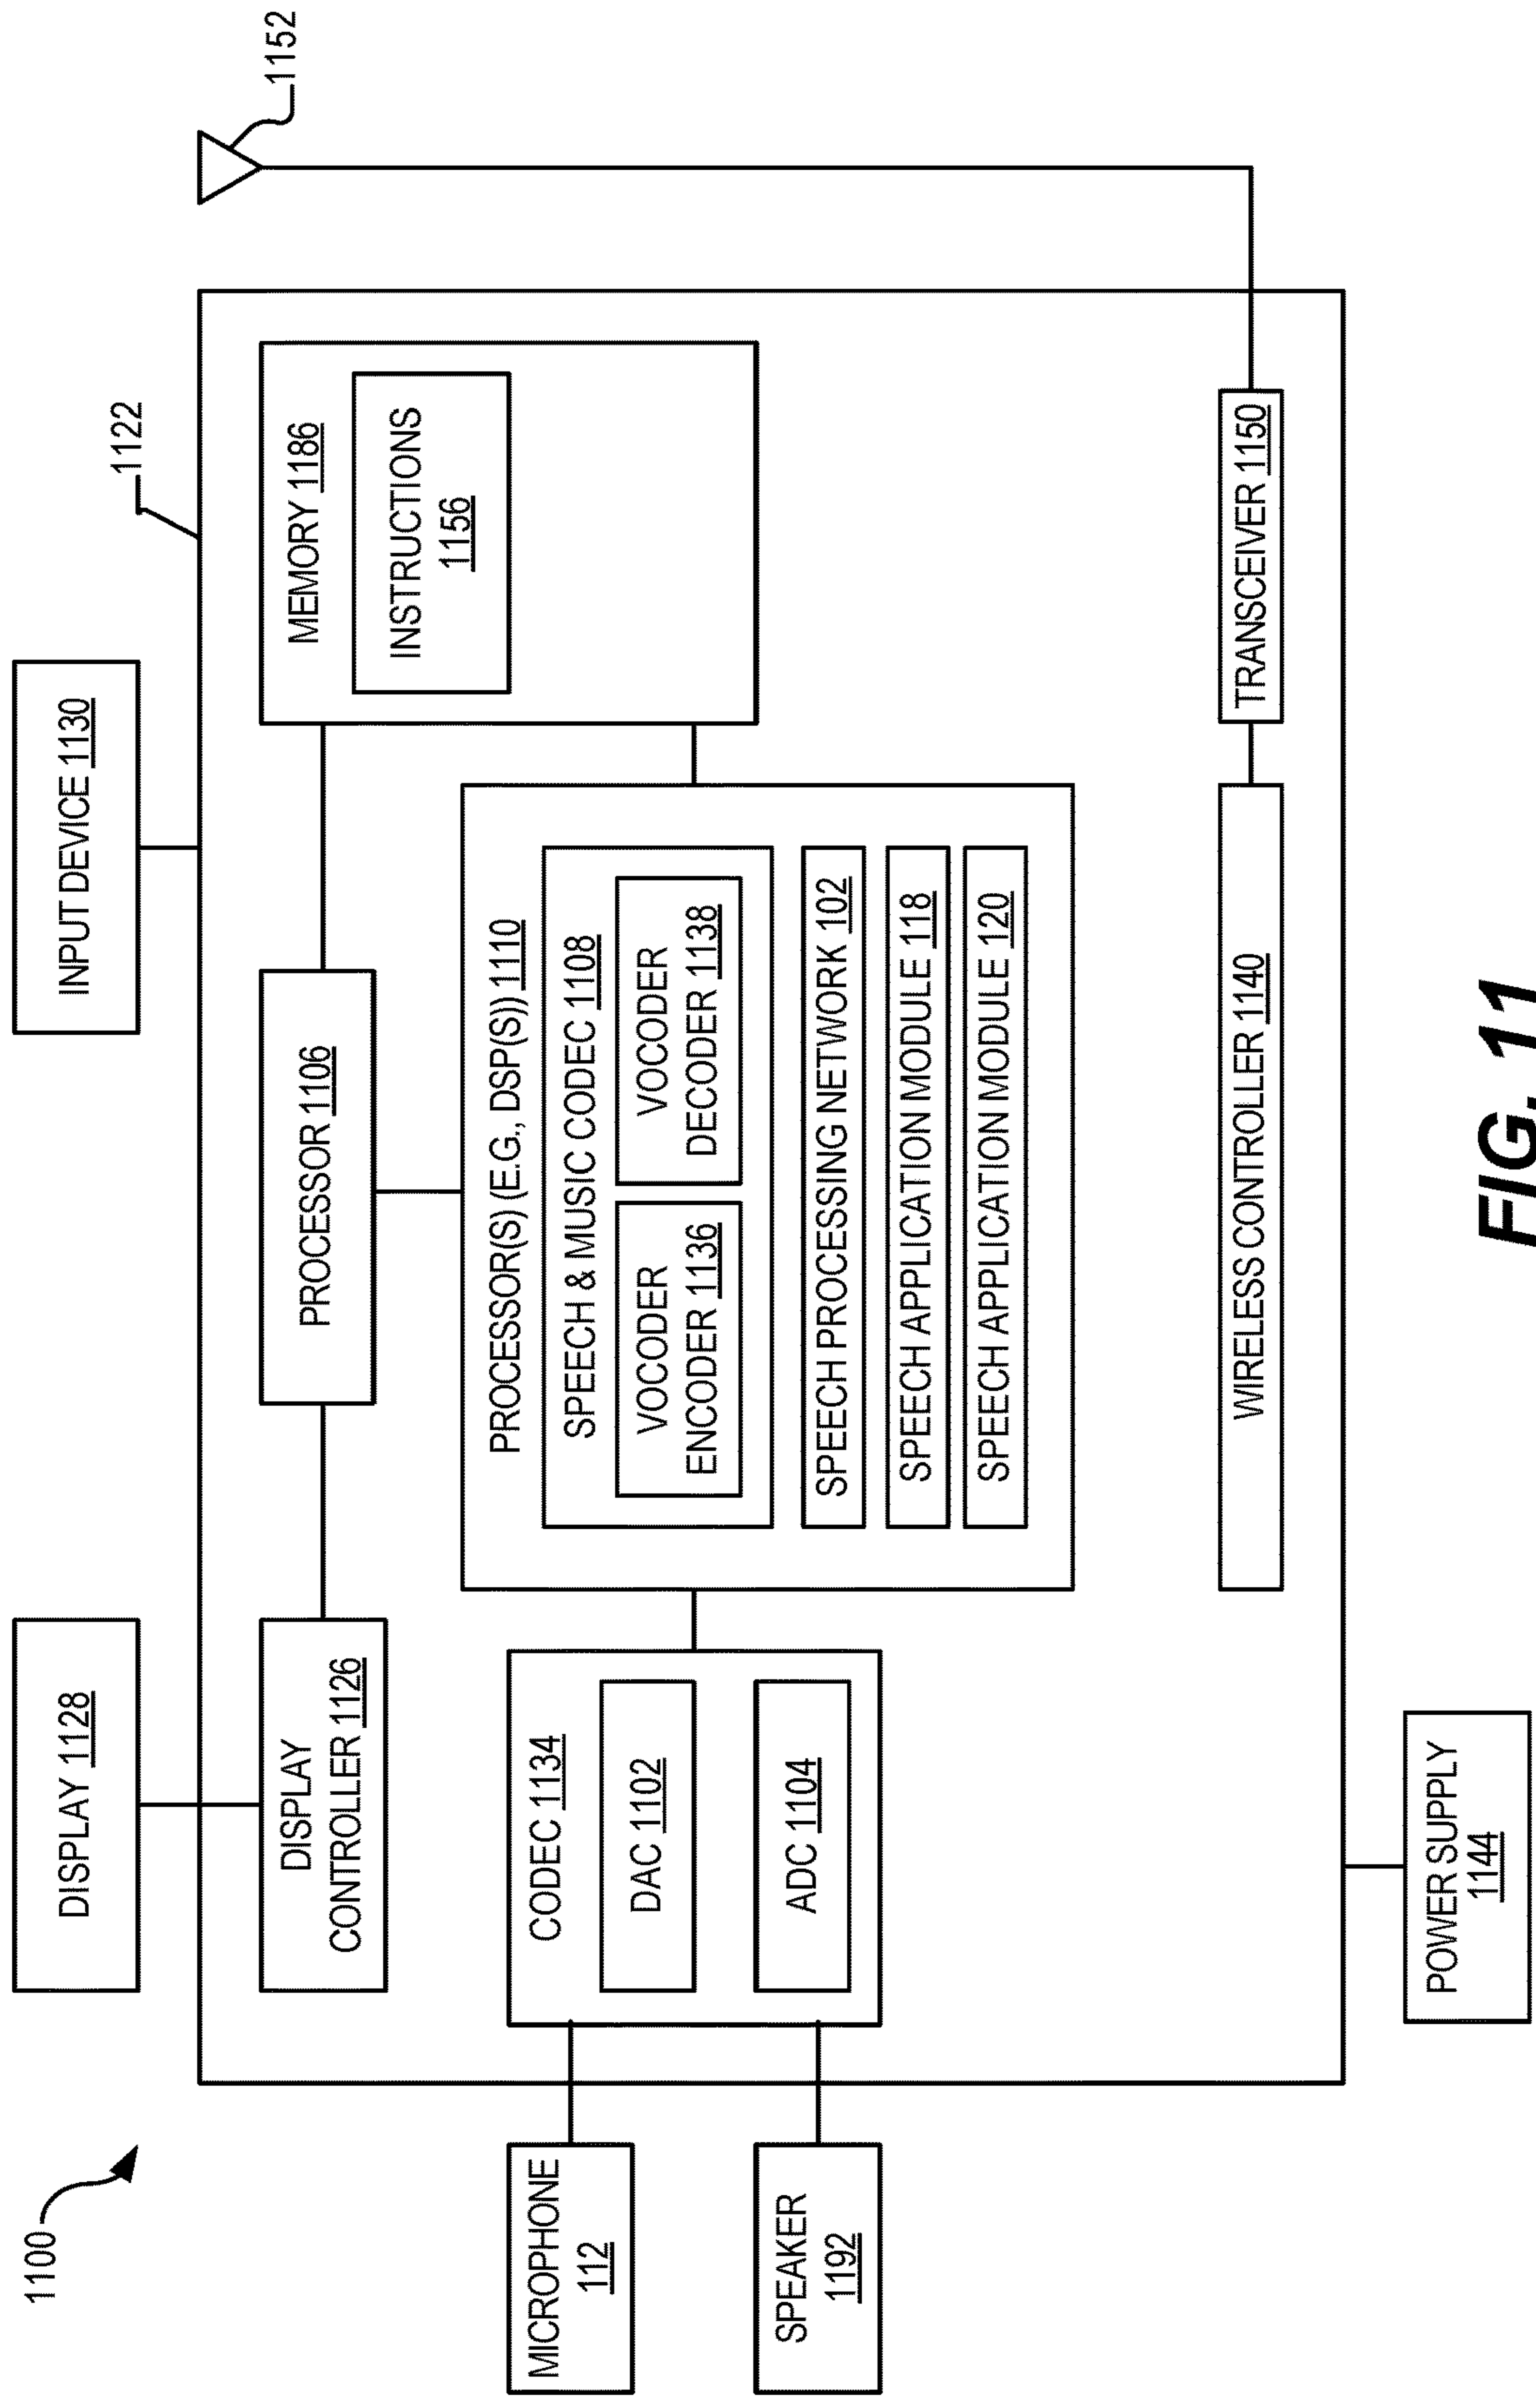 1100
DISPLAY 1128
INPUT DEVICE 1130
1122
1152
DISPLAY
CONTROLLER 1126
PROCESSOR 1106
MEMORY 1186
INSTRUCTIONS
1156
MICROPHONE
112
SPEAKER
1192
CODEC 1134
DAC 1102
ADC 1104
PROCESSOR(S) (E.G., DSP(S)) 1110
SPEECH & MUSIC CODEC 1108
VOCODER
ENCODER 1136
VOCODER
DECODER 1138
SPEECH PROCESSING NETWORK 102
SPEECH APPLICATION MODULE 118
SPEECH APPLICATION MODULE 120
WIRELESS CONTROLLER 1140
TRANSCEIVER 1150
POWER SUPPLY
1144
FIG. 11